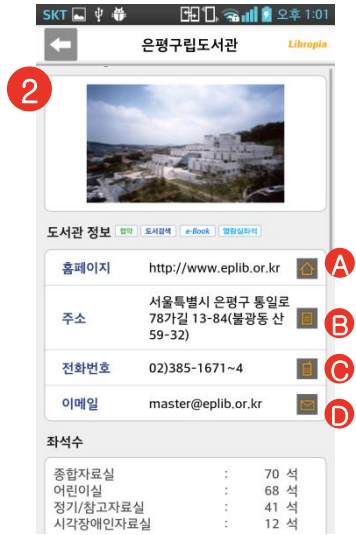 SKT 오후 1:01
은평구립도서관 Libropia
2
도서관 정보 협약 도서검색 e-Book 열람실좌석
홈페이지 http://www.eplib.or.kr A
주소 서울특별시 은평구 통일로
78가길 13-84(불광동 산
59-32) B
전화번호 02)385-1671~4 C
이메일 master@eplib.or.kr D
좌석수
종합자료실 : 70 석
어린이실 : 68 석
정기/참고자료실 : 41 석
시각장애인자료실 : 12 석